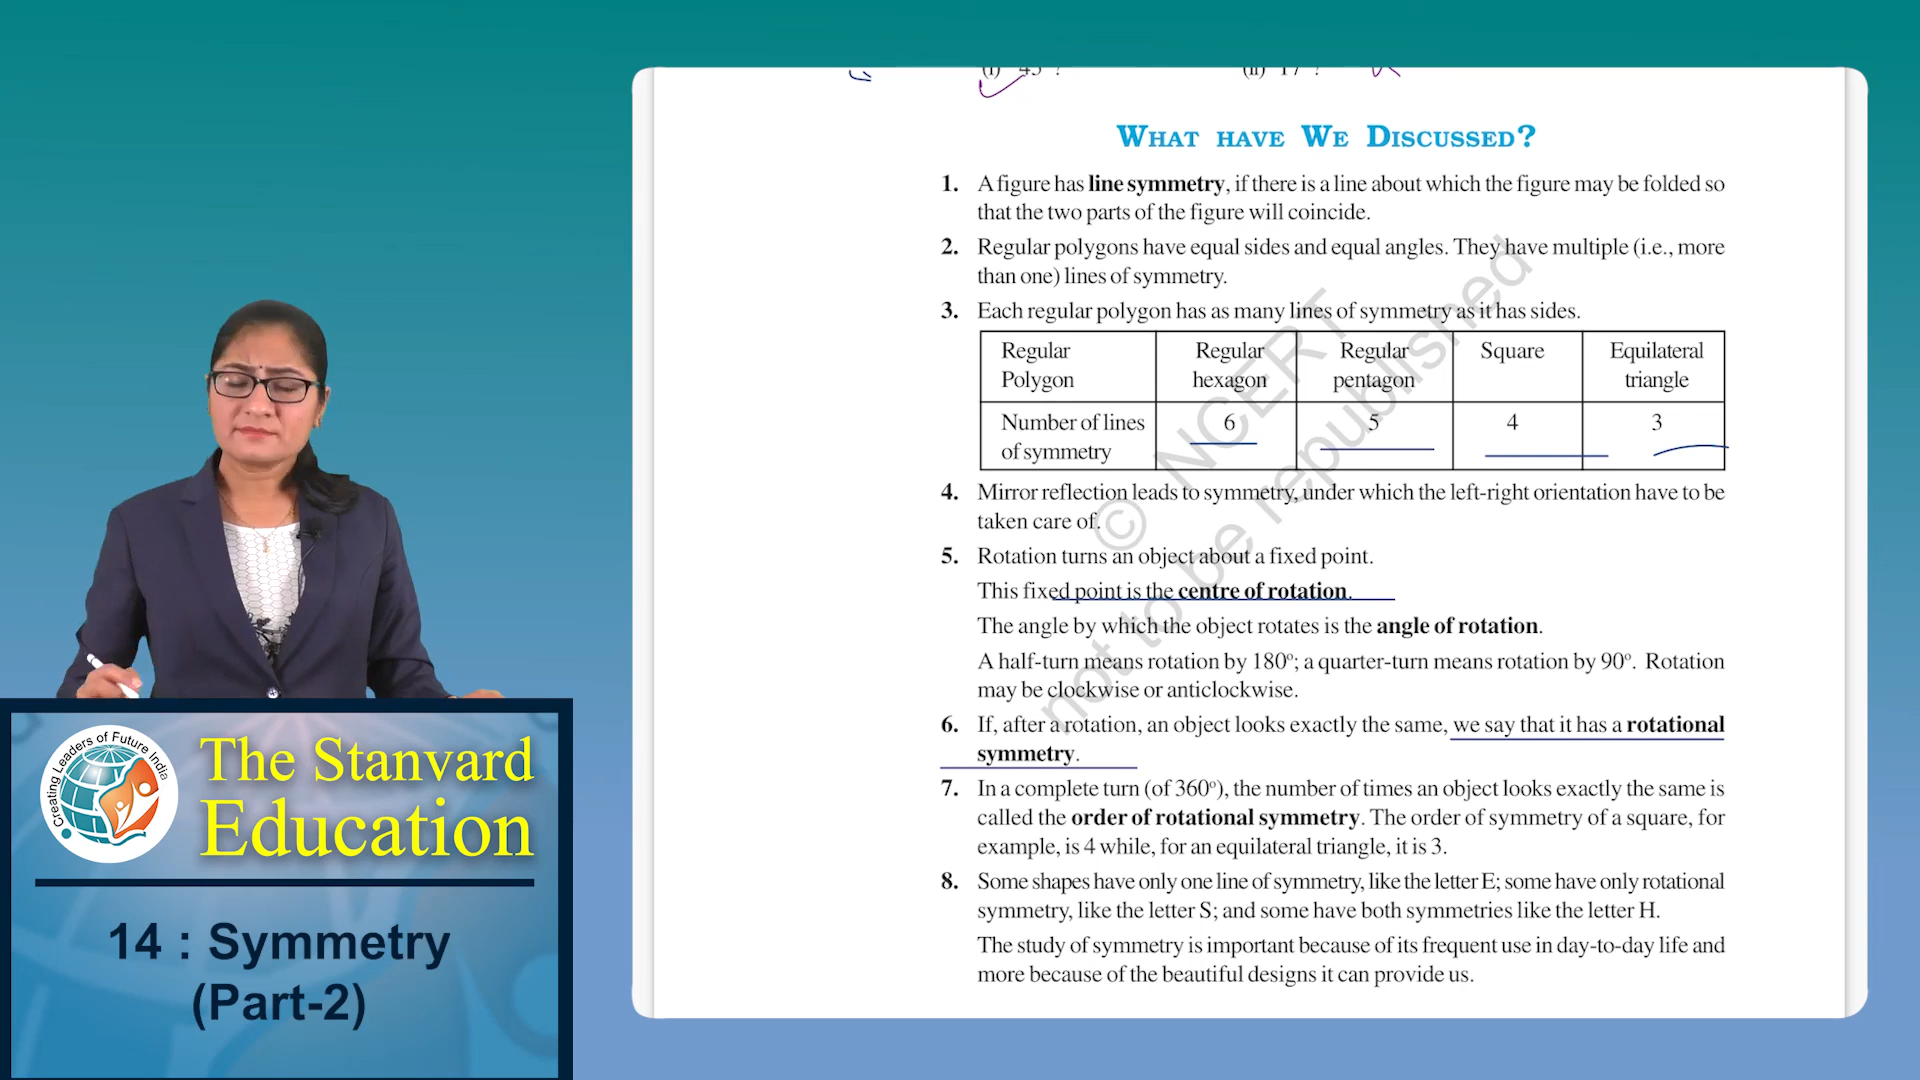 (i) 45 ?
(ii) 17 ?
WHAT HAVE WE DISCUSSED?
1. A figure has line symmetry, if there is a line about which the figure may be folded so
that the two parts of the figure will coincide.
2. Regular polygons have equal sides and equal angles. They have multiple (i.e., more
than one) lines of symmetry.
3. Each regular polygon has as many lines of symmetry as it has sides.
Regular Regular Regular Square Equilateral
Polygon hexagon pentagon triangle
Number of lines 6 5 4 3
of symmetry
4. Mirror reflection leads to symmetry, under which the left-right orientation have to be
taken care of.
5. Rotation turns an object about a fixed point.
This fixed point is the centre of rotation.
The angle by which the object rotates is the angle of rotation.
A half-turn means rotation by 180º; a quarter-turn means rotation by 90º. Rotation
may be clockwise or anticlockwise.
6. If, after a rotation, an object looks exactly the same, we say that it has a rotational
symmetry.
7. In a complete turn (of 360º), the number of times an object looks exactly the same is
called the order of rotational symmetry. The order of symmetry of a square, for
example, is 4 while, for an equilateral triangle, it is 3.
8. Some shapes have only one line of symmetry, like the letter E; some have only rotational
symmetry, like the letter S; and some have both symmetries like the letter H.
The study of symmetry is important because of its frequent use in day-to-day life and
more because of the beautiful designs it can provide us.
© NCERT
not to be republished
Creating Leaders of Future India
The Stanvard
Education
14 : Symmetry
(Part-2)